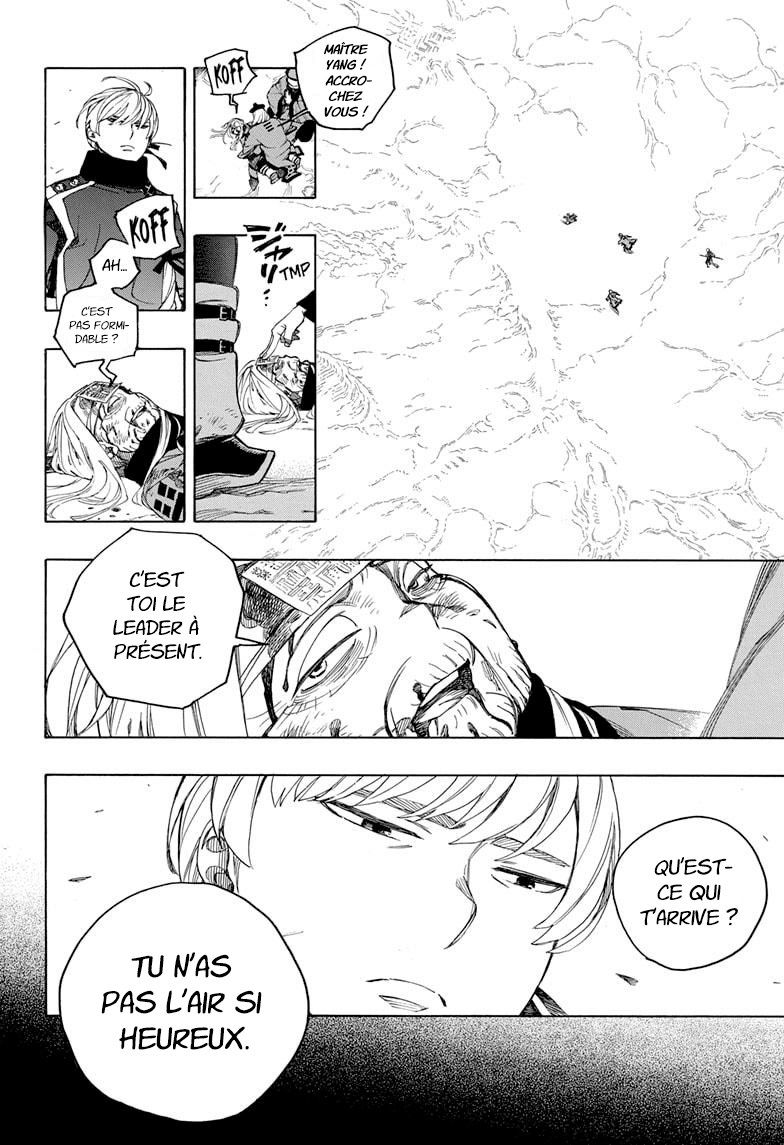 MAÎTRE
YANG !
ACCRO-
CHEZ
VOUS !
KOFF
KOFF
AH...
C'EST
PAS FORMI-
DABLE ?
TMP
C'EST
TOI LE
LEADER À
PRÉSENT.
QU'EST-
CE QUI
T'ARRIVE ?
TU N'AS
PAS L'AIR SI
HEUREUX.